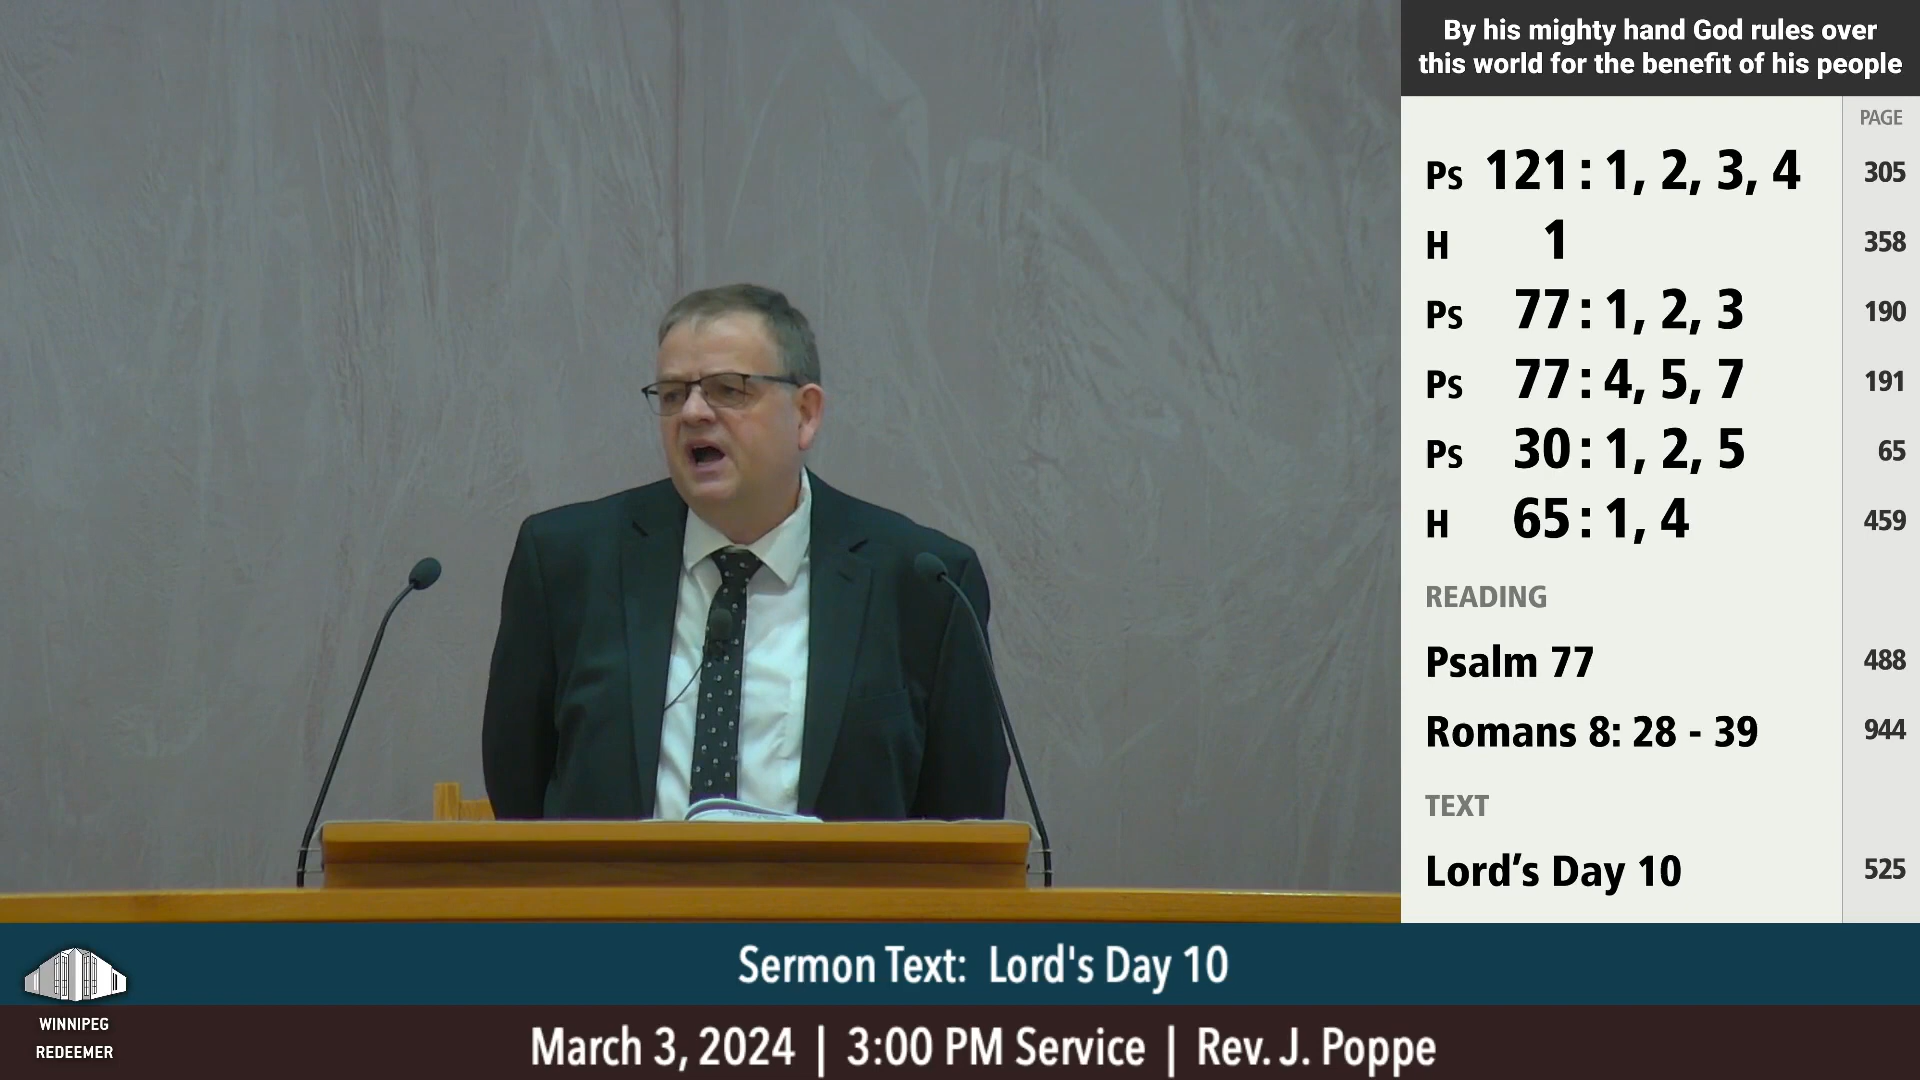 By his mighty hand God rules over
this world for the benefit of his people
PAGE
Ps 121 : 1, 2, 3, 4 305
H 1 358
Ps 77 : 1, 2, 3 190
Ps 77 : 4, 5, 7 191
Ps 30 : 1, 2, 5 65
H 65 : 1, 4 459
READING
Psalm 77 488
Romans 8: 28 - 39 944
TEXT
Lord’s Day 10 525
Sermon Text: Lord's Day 10
WINNIPEG
REDEEMER
March 3, 2024 | 3:00 PM Service | Rev. J. Poppe